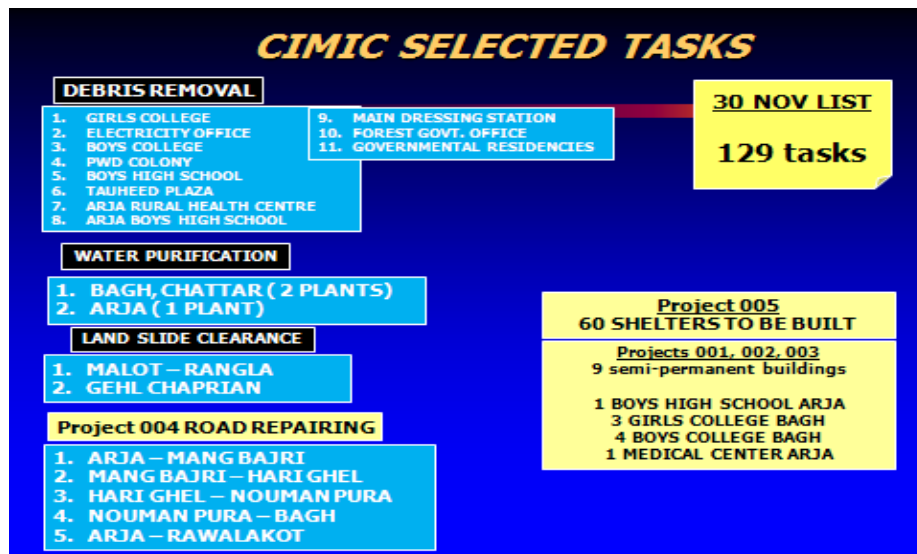 CIMIC SELECTED TASKS
DEBRIS REMOVAL
1. GIRLS COLLEGE
2. ELECTRICITY OFFICE
3. BOYS COLLEGE
4. PWD COLONY
5. BOYS HIGH SCHOOL
6. TAUHEED PLAZA
7. ARJA RURAL HEALTH CENTRE
8. ARJA BOYS HIGH SCHOOL
9. MAIN DRESSING STATION
10. FOREST GOVT. OFFICE
11. GOVERNMENTAL RESIDENCIES
30 NOV LIST
129 tasks
WATER PURIFICATION
1. BAGH, CHATTAR ( 2 PLANTS)
2. ARJA ( 1 PLANT)
LAND SLIDE CLEARANCE
1. MALOT – RANGLA
2. GEHL CHAPRIAN
Project 004 ROAD REPAIRING
1. ARJA – MANG BAJRI
2. MANG BAJRI – HARI GHEL
3. HARI GHEL – NOUMAN PURA
4. NOUMAN PURA – BAGH
5. ARJA – RAWALAKOT
Project 005
60 SHELTERS TO BE BUILT
Projects 001, 002, 003
9 semi-permanent buildings
1 BOYS HIGH SCHOOL ARJA
3 GIRLS COLLEGE BAGH
4 BOYS COLLEGE BAGH
1 MEDICAL CENTER ARJA